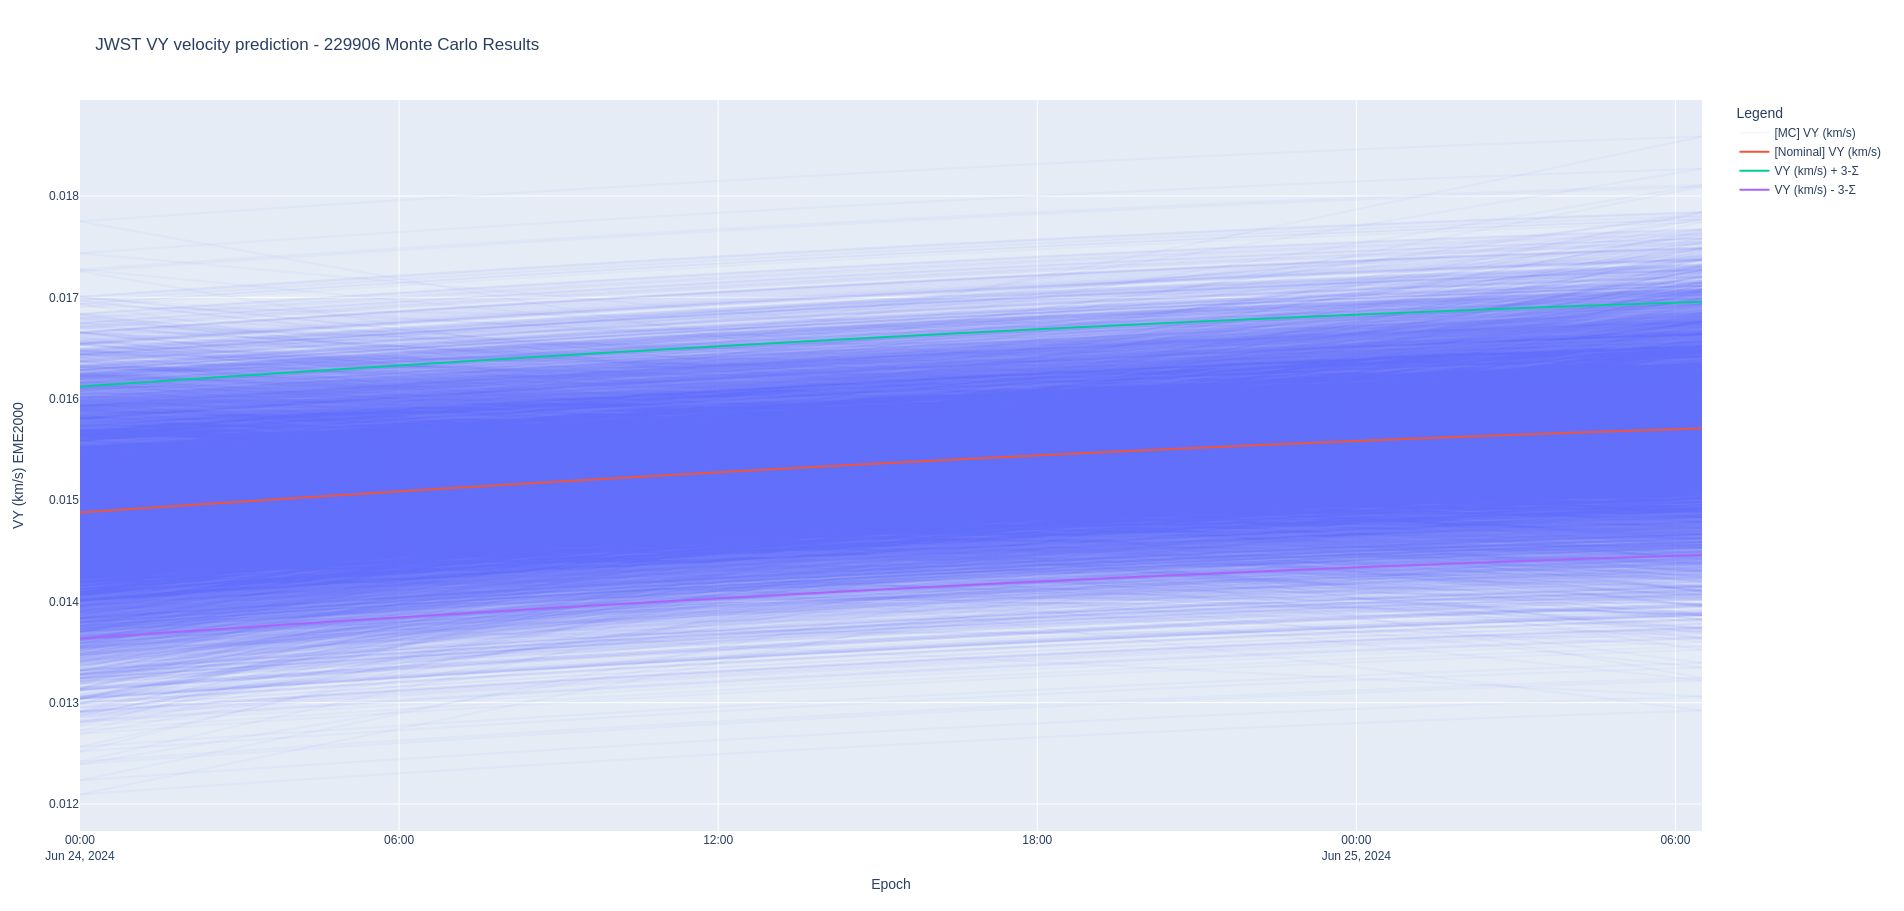 JWST VY velocity prediction - 229906 Monte Carlo Results
Legend
[MC] VY (km/s)
[Nominal] VY (km/s)
VY (km/s) + 3-Σ
VY (km/s) - 3-Σ
VY (km/s) EME2000
0.018
0.017
0.016
0.015
0.014
0.013
0.012
00:00 06:00 12:00 18:00 00:00 06:00
Jun 24, 2024 Jun 25, 2024
Epoch